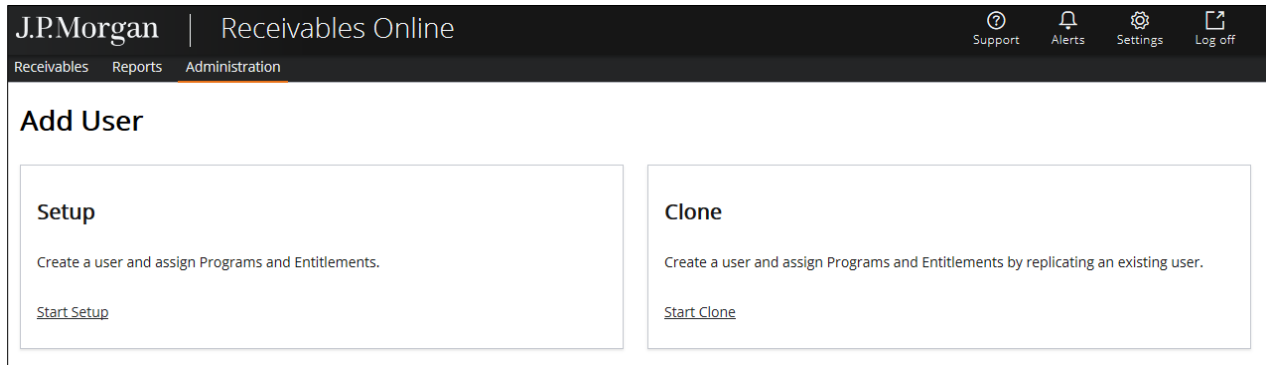 J.P.Morgan | Receivables Online
Support Alerts Settings Log off
Receivables Reports Administration
Add User
Setup
Create a user and assign Programs and Entitlements.
Start Setup
Clone
Create a user and assign Programs and Entitlements by replicating an existing user.
Start Clone